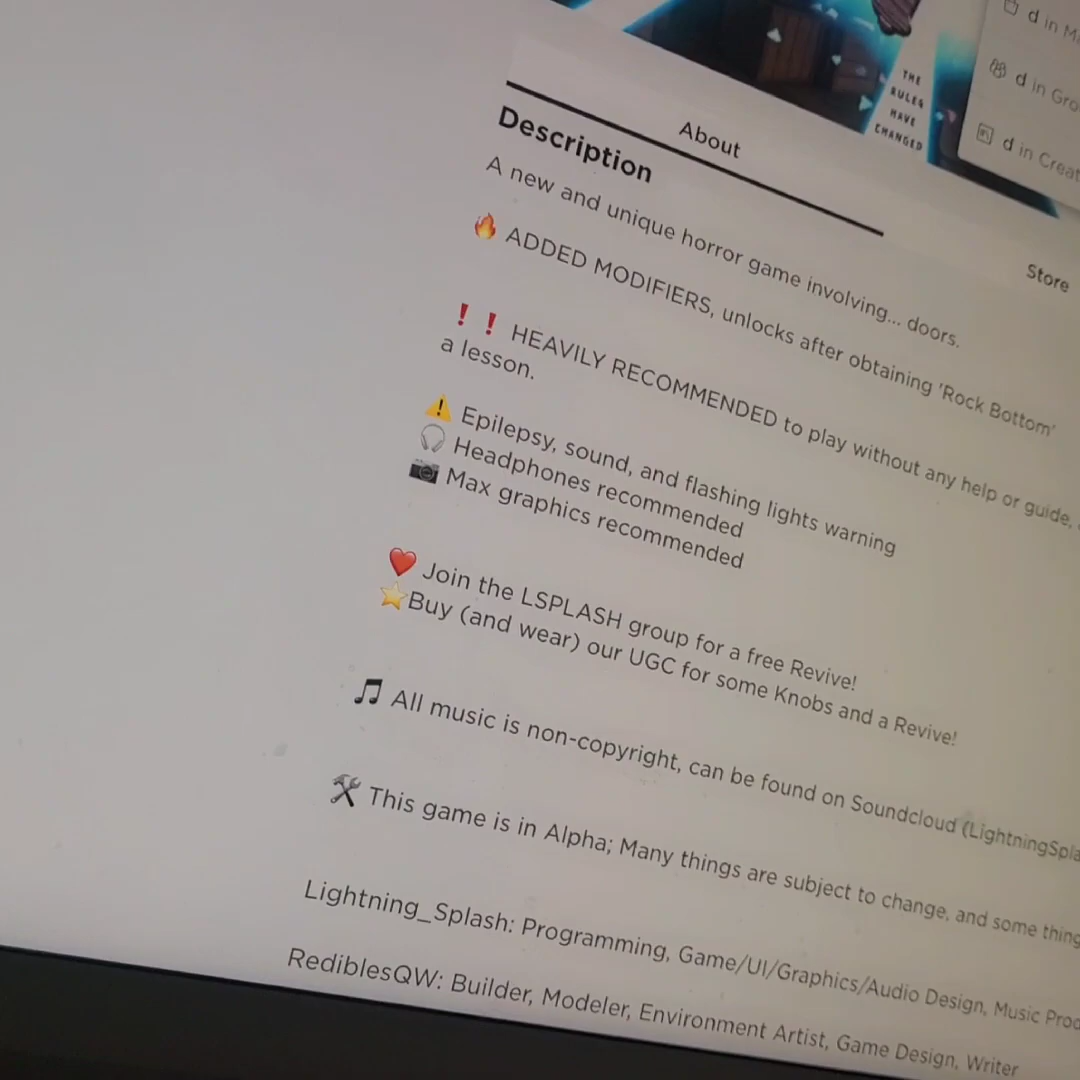 THE
RULES
HAVE
CHANGED
d in Ma
d in Gro
d in Creat
About
Store
Description
A new and unique horror game involving... doors.
🔥 ADDED MODIFIERS, unlocks after obtaining 'Rock Bottom'
❗❗ HEAVILY RECOMMENDED to play without any help or guide,
a lesson.
⚠️ Epilepsy, sound, and flashing lights warning
🎧 Headphones recommended
📷 Max graphics recommended
❤️ Join the LSPLASH group for a free Revive!
⭐Buy (and wear) our UGC for some Knobs and a Revive!
🎵 All music is non-copyright, can be found on Soundcloud (LightningSpla
🛠️ This game is in Alpha; Many things are subject to change, and some thing
Lightning_Splash: Programming, Game/UI/Graphics/Audio Design, Music Prod
RediblesQW: Builder, Modeler, Environment Artist, Game Design, Writer